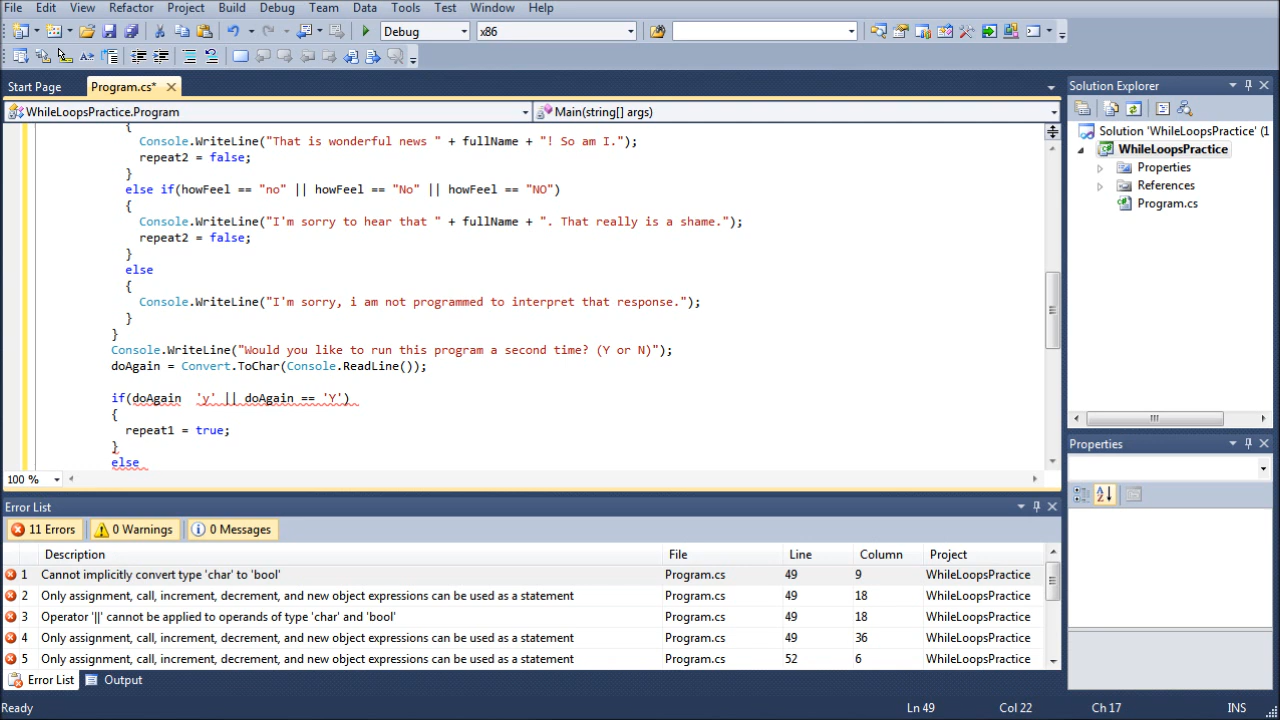 File Edit View Refactor Project Build Debug Team Data Tools Test Window Help
Debug x86
Start Page Program.cs*
WhileLoopsPractice.Program Main(string[] args)
{
Console.WriteLine("That is wonderful news " + fullName + "! So am I.");
repeat2 = false;
}
else if(howFeel == "no" || howFeel == "No" || howFeel == "NO")
{
Console.WriteLine("I'm sorry to hear that " + fullName + ". That really is a shame.");
repeat2 = false;
}
else
{
Console.WriteLine("I'm sorry, i am not programmed to interpret that response.");
}
}
Console.WriteLine("Would you like to run this program a second time? (Y or N)");
doAgain = Convert.ToChar(Console.ReadLine());
if(doAgain  'y' || doAgain == 'Y')
{
repeat1 = true;
}
else
100 %
Solution Explorer
Solution 'WhileLoopsPractice' (1
WhileLoopsPractice
Properties
References
Program.cs
Properties
Error List
11 Errors 0 Warnings 0 Messages
Description File Line Column Project
1 Cannot implicitly convert type 'char' to 'bool' Program.cs 49 9 WhileLoopsPractice
2 Only assignment, call, increment, decrement, and new object expressions can be used as a statement Program.cs 49 18 WhileLoopsPractice
3 Operator '||' cannot be applied to operands of type 'char' and 'bool' Program.cs 49 18 WhileLoopsPractice
4 Only assignment, call, increment, decrement, and new object expressions can be used as a statement Program.cs 49 36 WhileLoopsPractice
5 Only assignment, call, increment, decrement, and new object expressions can be used as a statement Program.cs 52 6 WhileLoopsPractice
Error List Output
Ready Ln 49 Col 22 Ch 17 INS